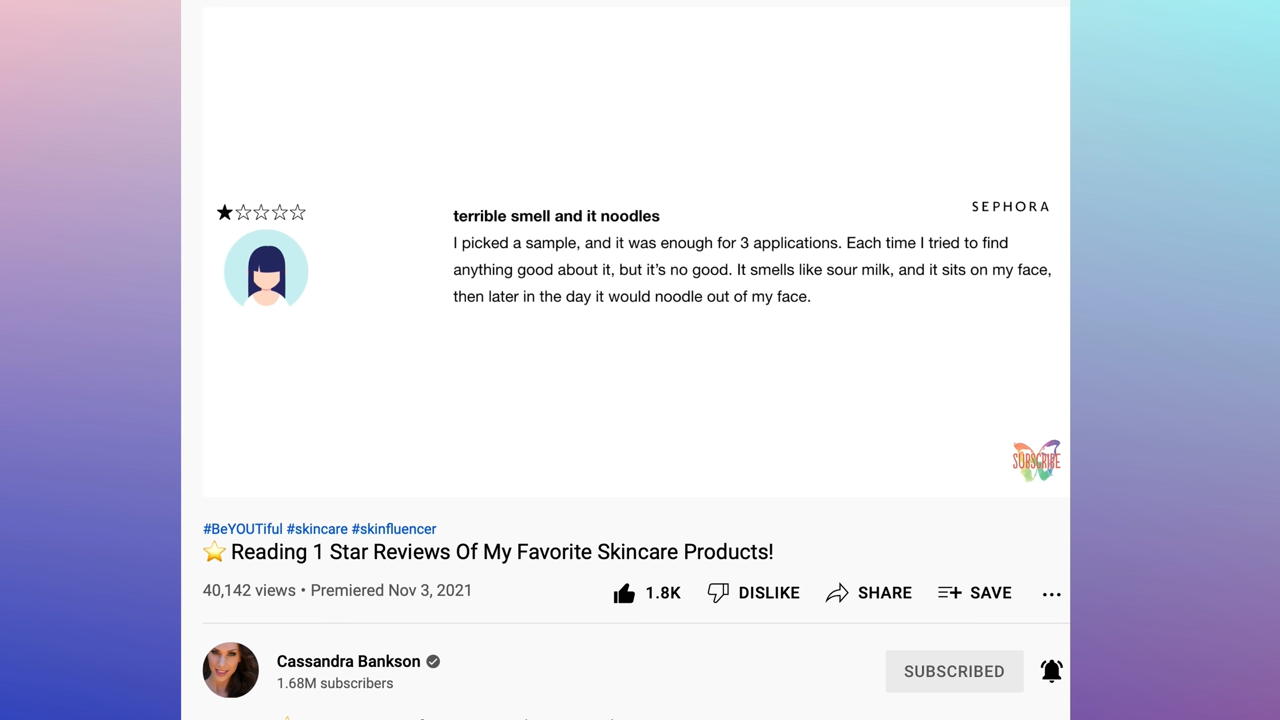 SEPHORA
terrible smell and it noodles
I picked a sample, and it was enough for 3 applications. Each time I tried to find
anything good about it, but it’s no good. It smells like sour milk, and it sits on my face,
then later in the day it would noodle out of my face.
SUBSCRIBE
#BeYOUTiful #skincare #skinfluencer
Reading 1 Star Reviews Of My Favorite Skincare Products!
40,142 views • Premiered Nov 3, 2021
1.8K DISLIKE SHARE SAVE
Cassandra Bankson
1.68M subscribers
SUBSCRIBED